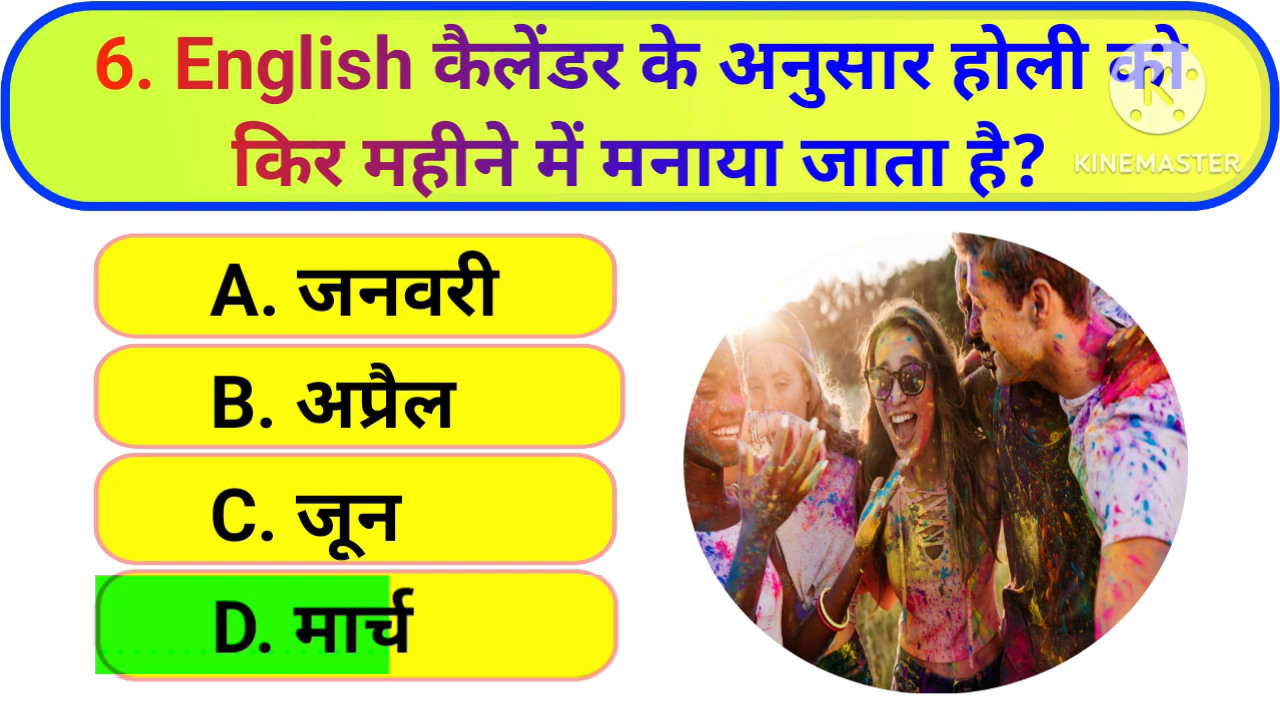 6. English कैलेंडर के अनुसार होली को
किर महीने में मनाया जाता है?
KINEMASTER
A. जनवरी
B. अप्रैल
C. जून
D. मार्च